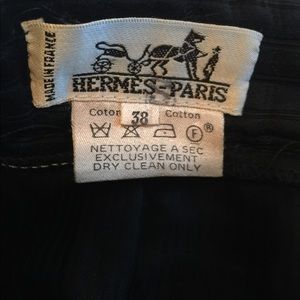 MADE IN FRANCE
HERMES-PARIS
Coton 38 Cotton
F ®
NETTOYAGE A SEC
EXCLUSIVEMENT
DRY CLEAN ONLY